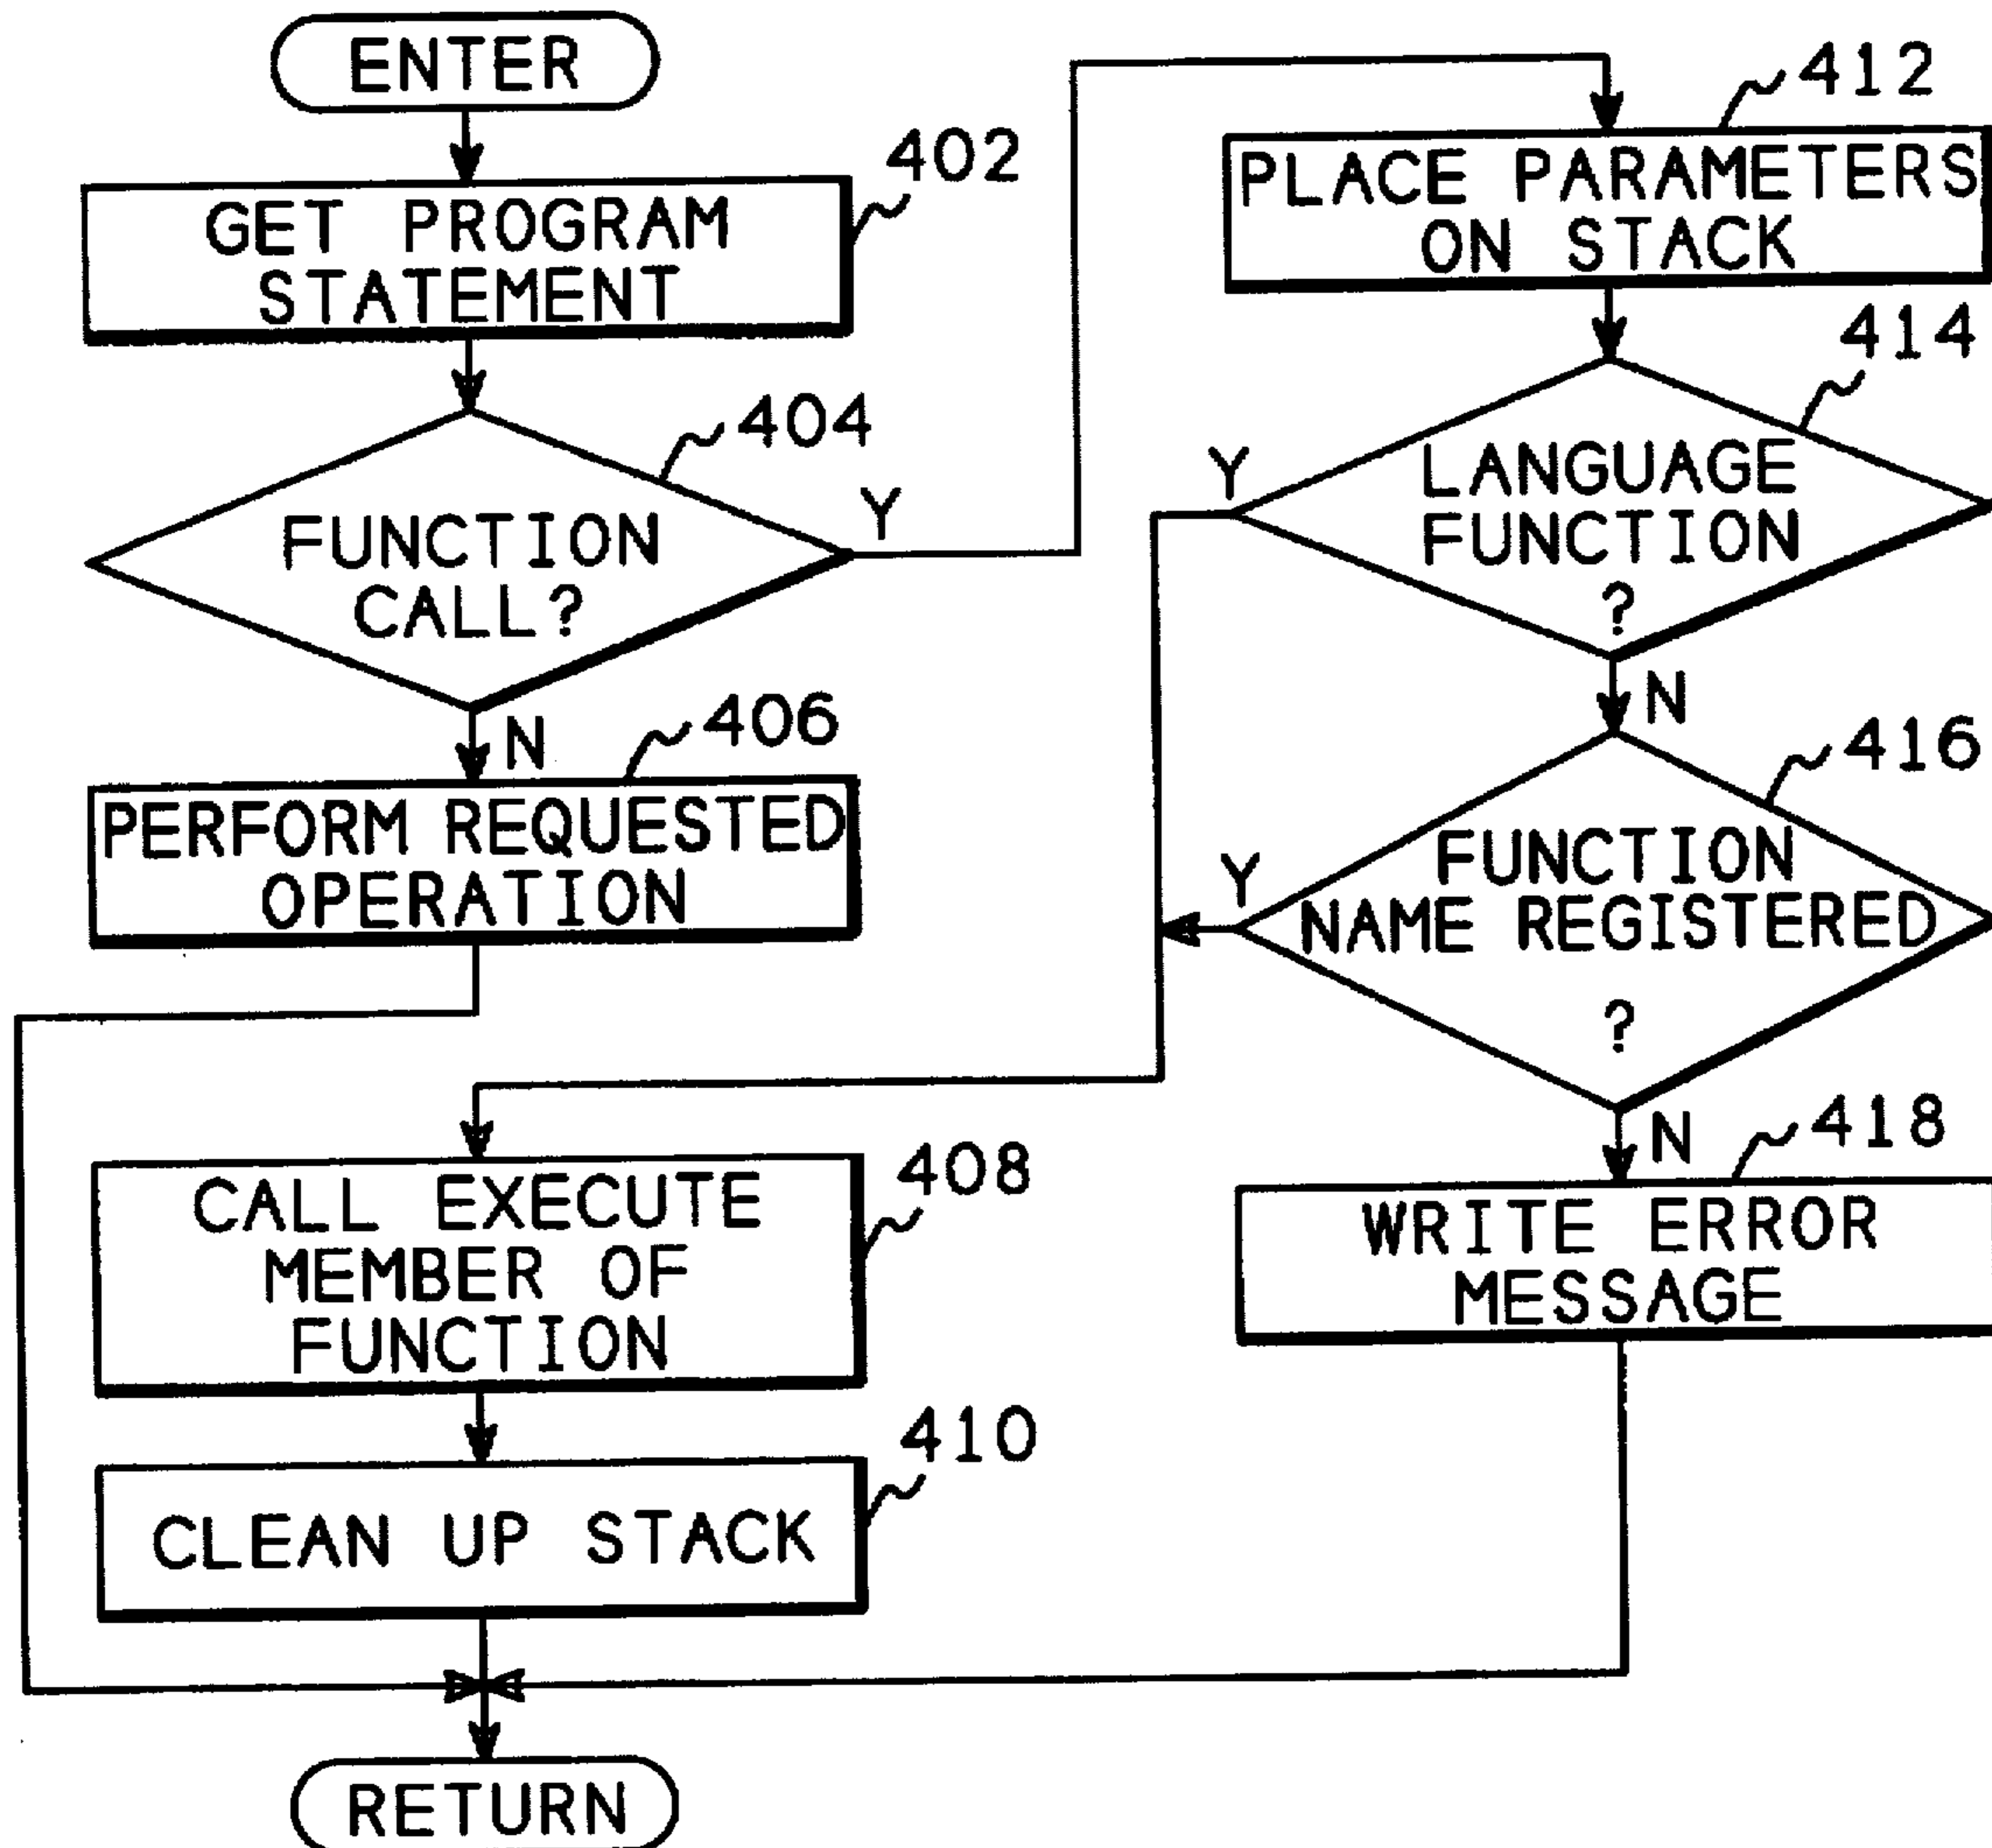 ENTER
402
GET PROGRAM
STATEMENT
404
FUNCTION
CALL?
Y
N
406
PERFORM REQUESTED
OPERATION
408
CALL EXECUTE
MEMBER OF
FUNCTION
410
CLEAN UP STACK
RETURN
412
PLACE PARAMETERS
ON STACK
414
Y
LANGUAGE
FUNCTION
?
N
416
Y
FUNCTION
NAME REGISTERED
?
N
418
WRITE ERROR
MESSAGE